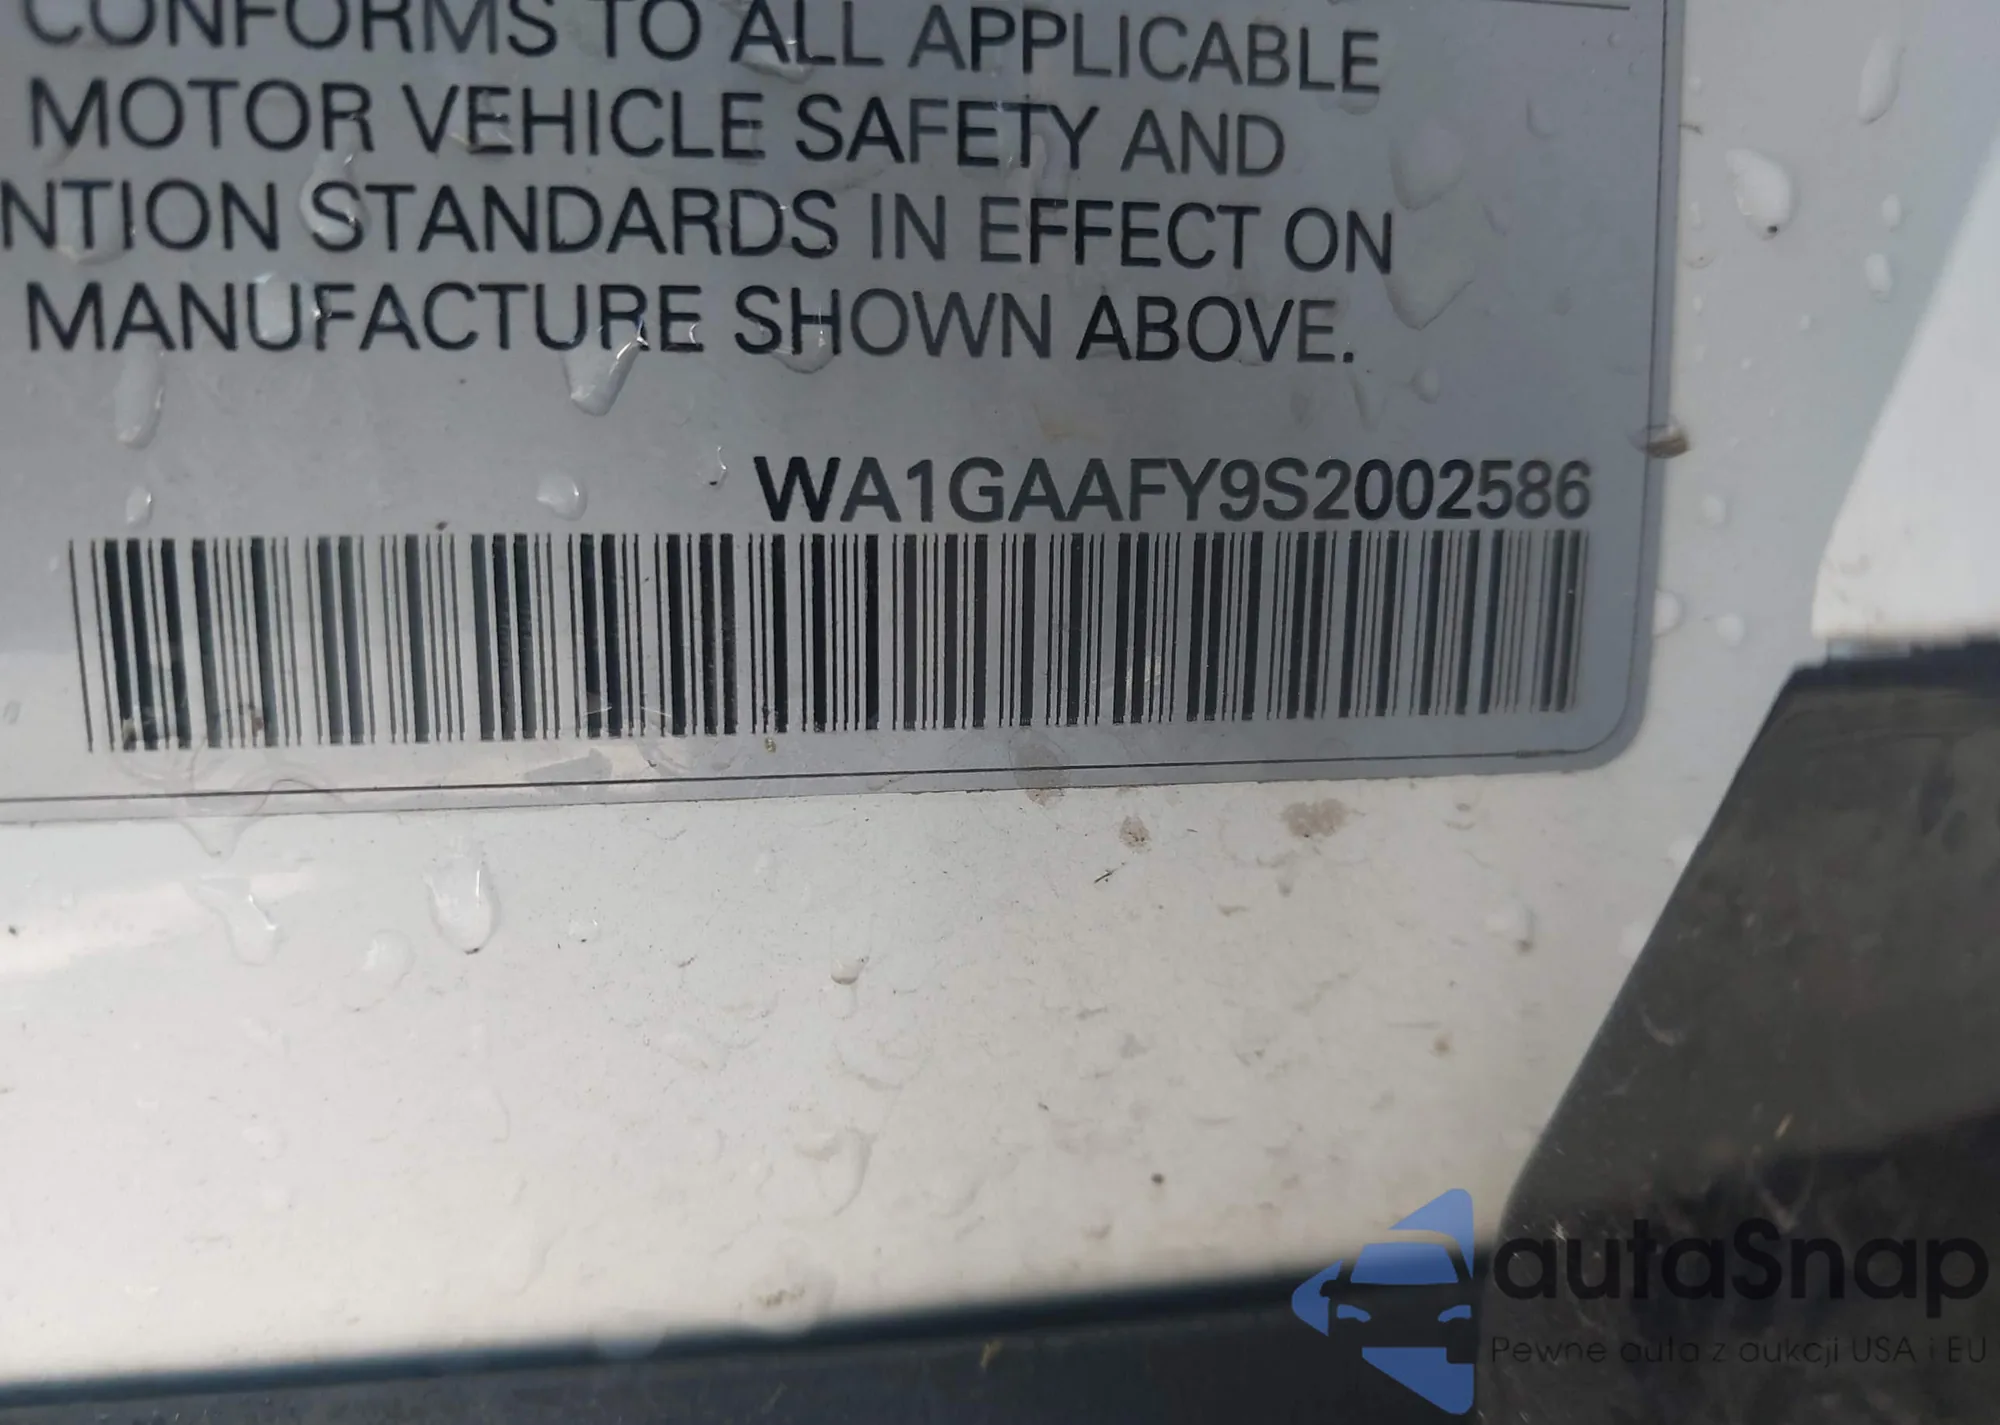 CONFORMS TO ALL APPLICABLE
MOTOR VEHICLE SAFETY AND
NTION STANDARDS IN EFFECT ON
MANUFACTURE SHOWN ABOVE.
WA1GAAFY9S2002586
autaSnap
Pewne auta z aukcji USA i EU